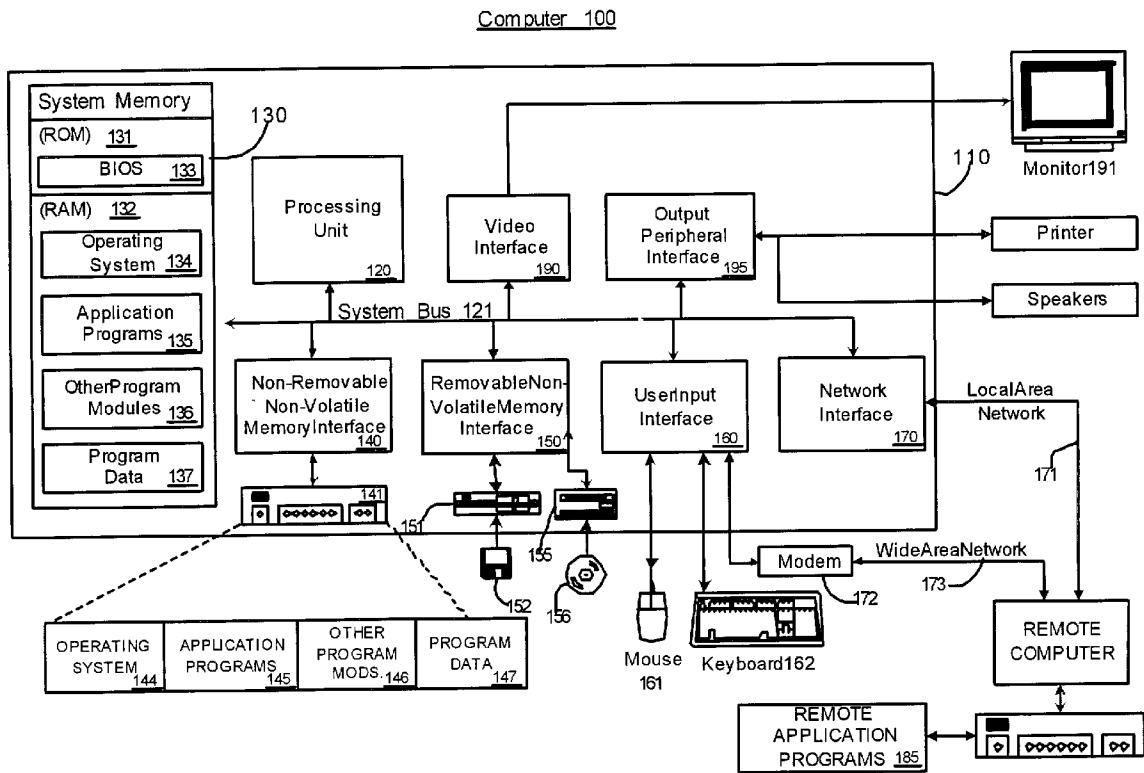 Computer 100
System Memory
(ROM) 131
BIOS 133
(RAM) 132
Operating
System 134
Application
Programs 135
OtherProgram
Modules 136
Program
Data 137
130
Processing
Unit
120
Video
Interface
190
Output
Peripheral
Interface 195
110
Monitor191
Printer
Speakers
System Bus 121
Non-Removable
Non-Volatile
MemoryInterface
140
RemovableNon-
VolatileMemory
Interface
150
UserInput
Interface
160
Network
Interface
170
LocalArea
Network
171
141
151
152
155
156
Modem
172
WideAreaNetwork
173
Mouse
161
Keyboard162
REMOTE
COMPUTER
OPERATING
SYSTEM 144
APPLICATION
PROGRAMS 145
OTHER
PROGRAM
MODS. 146
PROGRAM
DATA 147
REMOTE
APPLICATION
PROGRAMS 185